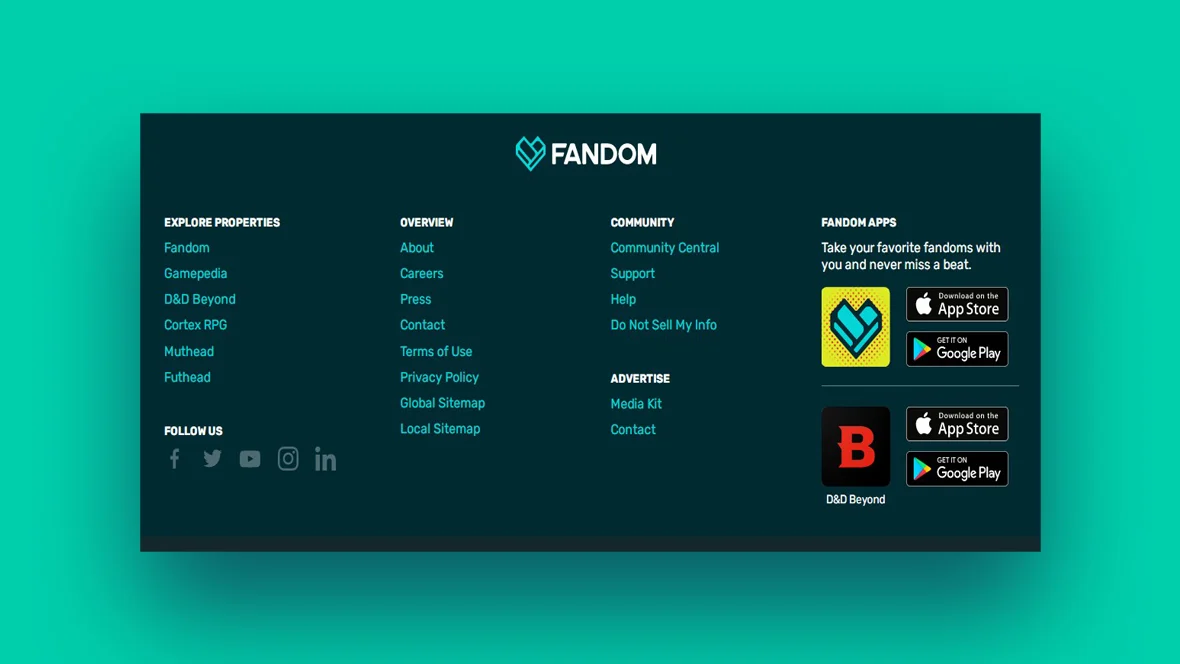 FANDOM
EXPLORE PROPERTIES
Fandom
Gamepedia
D&D Beyond
Cortex RPG
Muthead
Futhead
FOLLOW US
OVERVIEW
About
Careers
Press
Contact
Terms of Use
Privacy Policy
Global Sitemap
Local Sitemap
COMMUNITY
Community Central
Support
Help
Do Not Sell My Info
ADVERTISE
Media Kit
Contact
FANDOM APPS
Take your favorite fandoms with
you and never miss a beat.
Download on the
App Store
GET IT ON
Google Play
B
D&D Beyond
Download on the
App Store
GET IT ON
Google Play